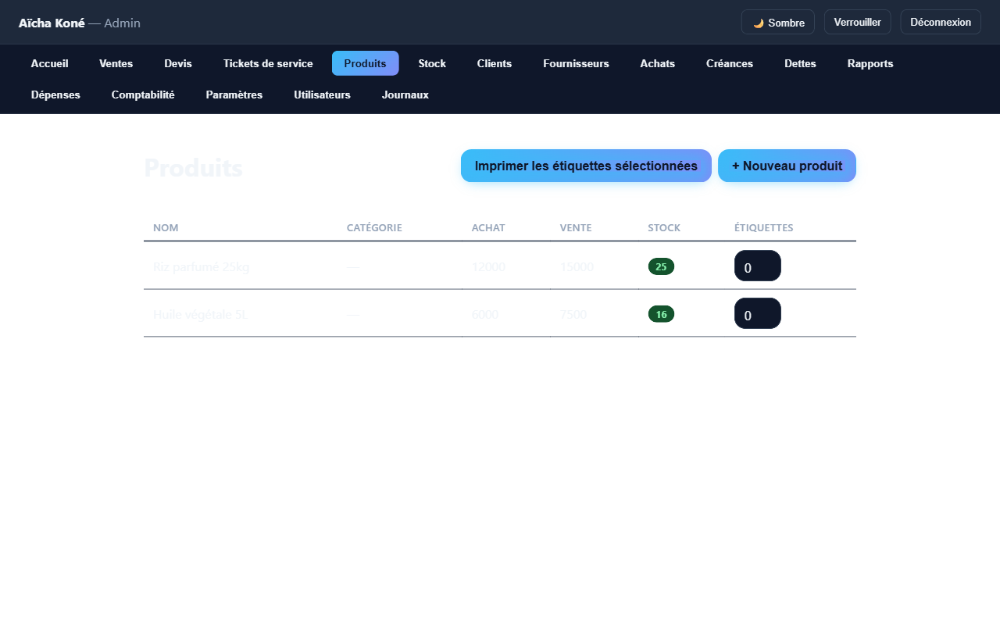 Aïcha Koné — Admin
🌙 Sombre
Verrouiller
Déconnexion
Accueil Ventes Devis Tickets de service Produits Stock Clients Fournisseurs Achats Créances Dettes Rapports
Dépenses Comptabilité Paramètres Utilisateurs Journaux
Produits
Imprimer les étiquettes sélectionnées
+ Nouveau produit
NOM CATÉGORIE ACHAT VENTE STOCK ÉTIQUETTES
Riz parfumé 25kg — 12000 15000 25 0
Huile végétale 5L — 6000 7500 16 0